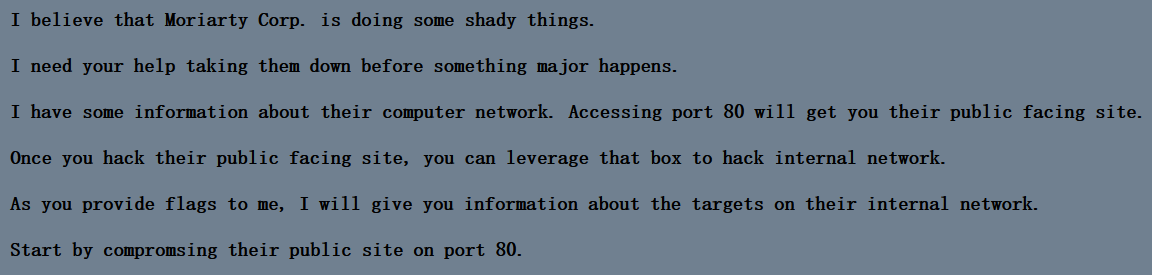 I believe that Moriarty Corp. is doing some shady things.
I need your help taking them down before something major happens.
I have some information about their computer network. Accessing port 80 will get you their public facing site.
Once you hack their public facing site, you can leverage that box to hack internal network.
As you provide flags to me, I will give you information about the targets on their internal network.
Start by compromsing their public site on port 80.